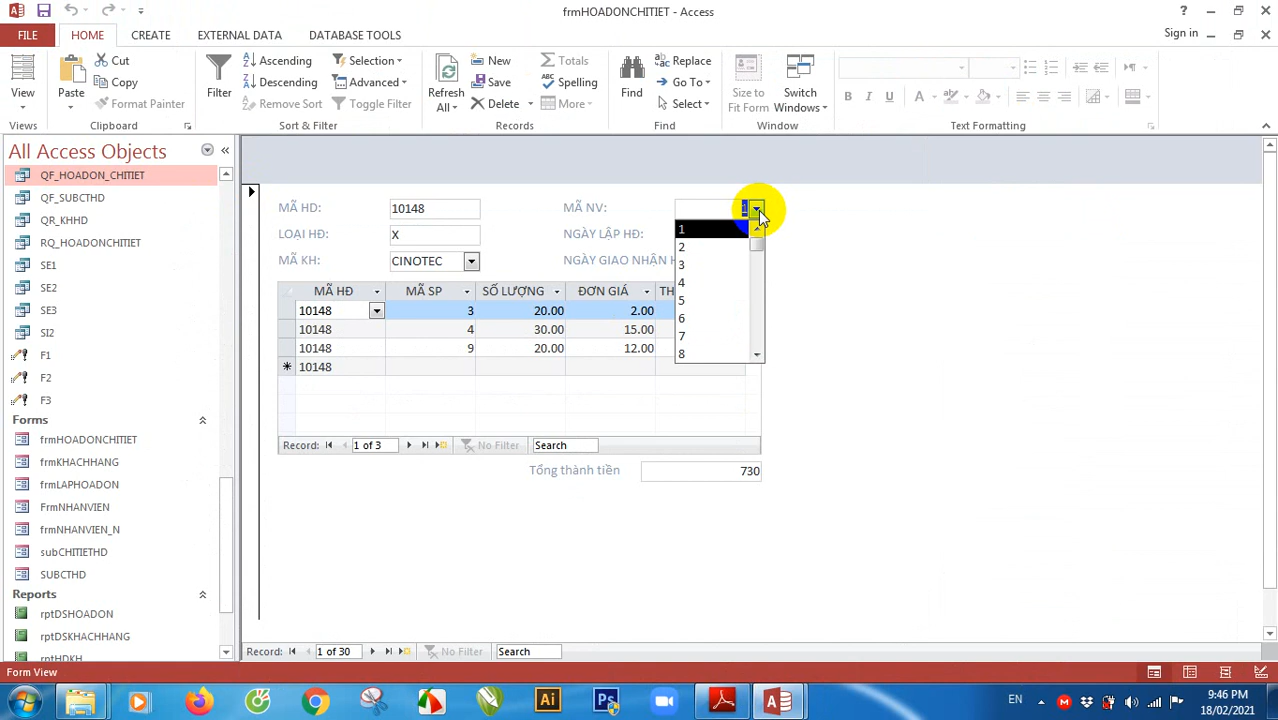 frmHOADONCHITIET - Access
FILE HOME CREATE EXTERNAL DATA DATABASE TOOLS Sign in
View
Views
Paste
Cut
Copy
Format Painter
Clipboard
Filter
Ascending
Descending
Remove Sort
Selection
Advanced
Toggle Filter
Sort & Filter
Refresh All
New
Save
Delete
Totals
Spelling
More
Records
Find
Replace
Go To
Select
Find
Size to Fit Form
Switch Windows
Window
B I U A
Text Formatting
All Access Objects
QF_HOADON_CHITIET
QF_SUBCTHD
QR_KHHD
RQ_HOADONCHITIET
SE1
SE2
SE3
SI2
F1
F2
F3
Forms
frmHOADONCHITIET
frmKHACHHANG
frmLAPHOADON
FrmNHANVIEN
frmNHANVIEN_N
subCHITIETHD
SUBCTHD
Reports
rptDSHOADON
rptDSKHACHHANG
rptHDKH
MÃ HD: 10148 MÃ NV: 1
LOẠI HĐ: X NGÀY LẬP HĐ:
MÃ KH: CINOTEC NGÀY GIAO NHẬN H
1
2
3
4
5
6
7
8
MÃ HĐ MÃ SP SỐ LƯỢNG ĐƠN GIÁ TH
10148 3 20.00 2.00
10148 4 30.00 15.00
10148 9 20.00 12.00
10148
Record: 1 of 3 No Filter Search
Tổng thành tiền 730
Record: 1 of 30 No Filter Search
Form View
EN 9:46 PM
18/02/2021